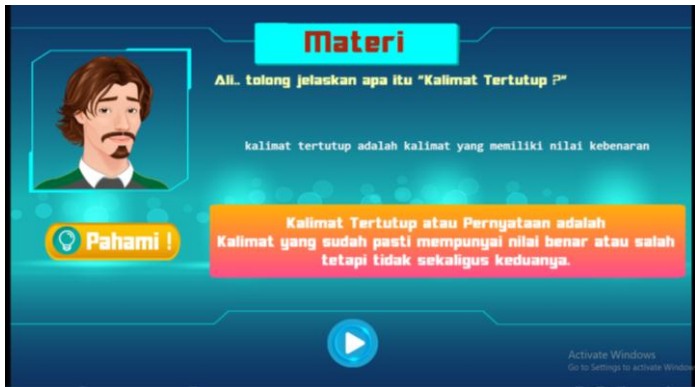 Materi
Ali.. tolong jelaskan apa itu "Kalimat Tertutup ?"
kalimat tertutup adalah kalimat yang memiliki nilai kebenaran
Pahami !
Kalimat Tertutup atau Pernyataan adalah
Kalimat yang sudah pasti mempunyai nilai benar atau salah
tetapi tidak sekaligus keduanya.
Activate Windows
Go to Settings to activate Windows